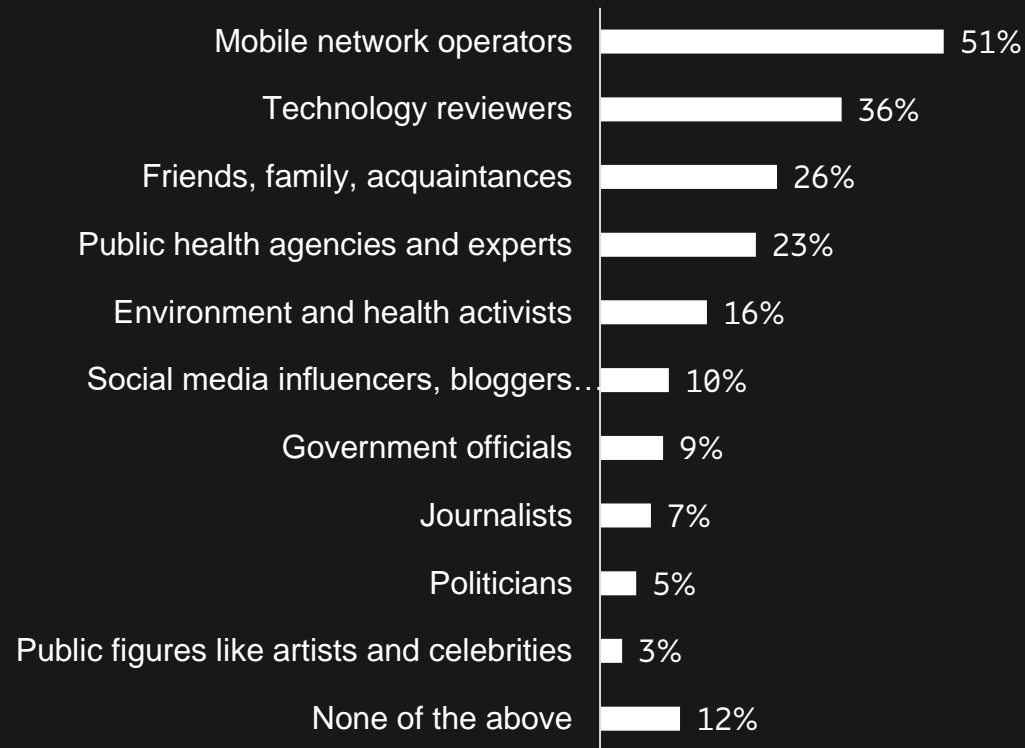 Mobile network operators 51%
Technology reviewers 36%
Friends, family, acquaintances 26%
Public health agencies and experts 23%
Environment and health activists 16%
Social media influencers, bloggers… 10%
Government officials 9%
Journalists 7%
Politicians 5%
Public figures like artists and celebrities 3%
None of the above 12%